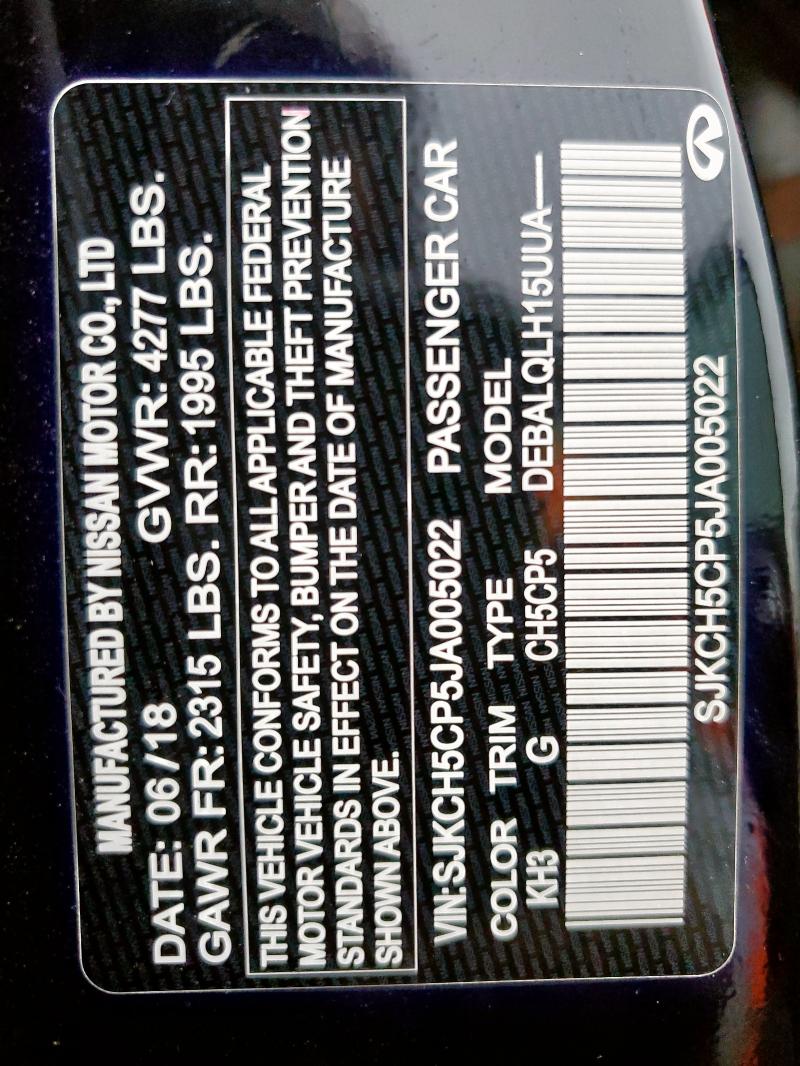 MANUFACTURED BY NISSAN MOTOR CO., LTD
DATE: 06/18 GVWR: 4277 LBS.
GAWR FR: 2315 LBS. RR: 1995 LBS.
THIS VEHICLE CONFORMS TO ALL APPLICABLE FEDERAL
MOTOR VEHICLE SAFETY, BUMPER AND THEFT PREVENTION
STANDARDS IN EFFECT ON THE DATE OF MANUFACTURE
SHOWN ABOVE.
VIN:SJKCH5CP5JA005022 PASSENGER CAR
COLOR TRIM TYPE MODEL
KH3 G CH5CP5 DEBALQLH15UUA—
SJKCH5CP5JA005022